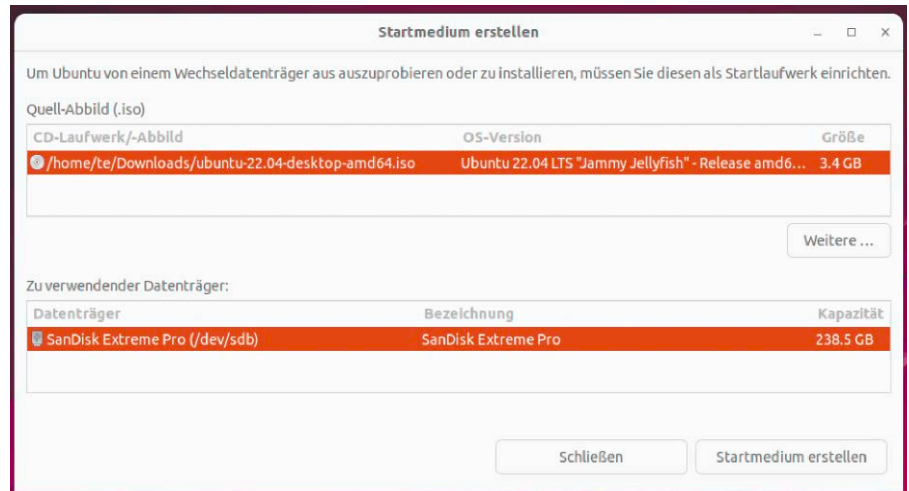 Startmedium erstellen
Um Ubuntu von einem Wechseldatenträger aus auszuprobieren oder zu installieren, müssen Sie diesen als Startlaufwerk einrichten.
Quell-Abbild (.iso)
CD-Laufwerk/-Abbild OS-Version Größe
/home/te/Downloads/ubuntu-22.04-desktop-amd64.iso Ubuntu 22.04 LTS "Jammy Jellyfish" - Release amd6... 3.4 GB
Weitere ...
Zu verwendender Datenträger:
Datenträger Bezeichnung Kapazität
SanDisk Extreme Pro (/dev/sdb) SanDisk Extreme Pro 238.5 GB
Schließen Startmedium erstellen